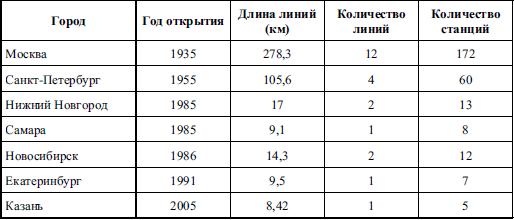 Город Год открытия Длина линий (км) Количество линий Количество станций
Москва 1935 278,3 12 172
Санкт-Петербург 1955 105,6 4 60
Нижний Новгород 1985 17 2 13
Самара 1985 9,1 1 8
Новосибирск 1986 14,3 2 12
Екатеринбург 1991 9,5 1 7
Казань 2005 8,42 1 5